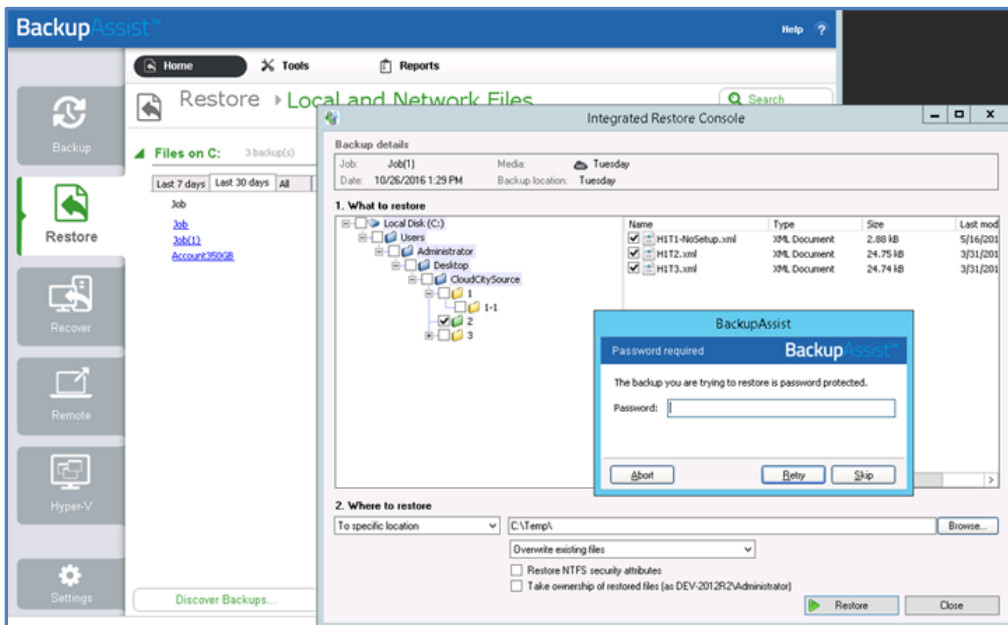 BackupAssist™
Help ?
Home Tools Reports
Restore Local and Network Files
Search
Backup
Restore
Recover
Remote
Hyper-V
Settings
Files on C: 3 backup(s)
Last 7 days Last 30 days All
Job
Job
Job(1)
Account350GB
Discover Backups...
Integrated Restore Console
Backup details
Job: Job(1) Media: Tuesday
Date: 10/26/2016 1:29 PM Backup location: Tuesday
1. What to restore
Local Disk (C:)
Users
Administrator
Desktop
CloudCitySource
1
1-1
2
3
Name Type Size Last mod
H1T1-NoSetup.xml XML Document 2.88 kB 5/16/201
H1T2.xml XML Document 24.75 kB 3/31/201
H1T3.xml XML Document 24.74 kB 3/31/201
BackupAssist
Password required BackupAssist™
The backup you are trying to restore is password protected.
Password:
Abort Retry Skip
2. Where to restore
To specific location C:\Temp\ Browse...
Overwrite existing files
Restore NTFS security attributes
Take ownership of restored files (as DEV-2012R2\Administrator)
Restore Close